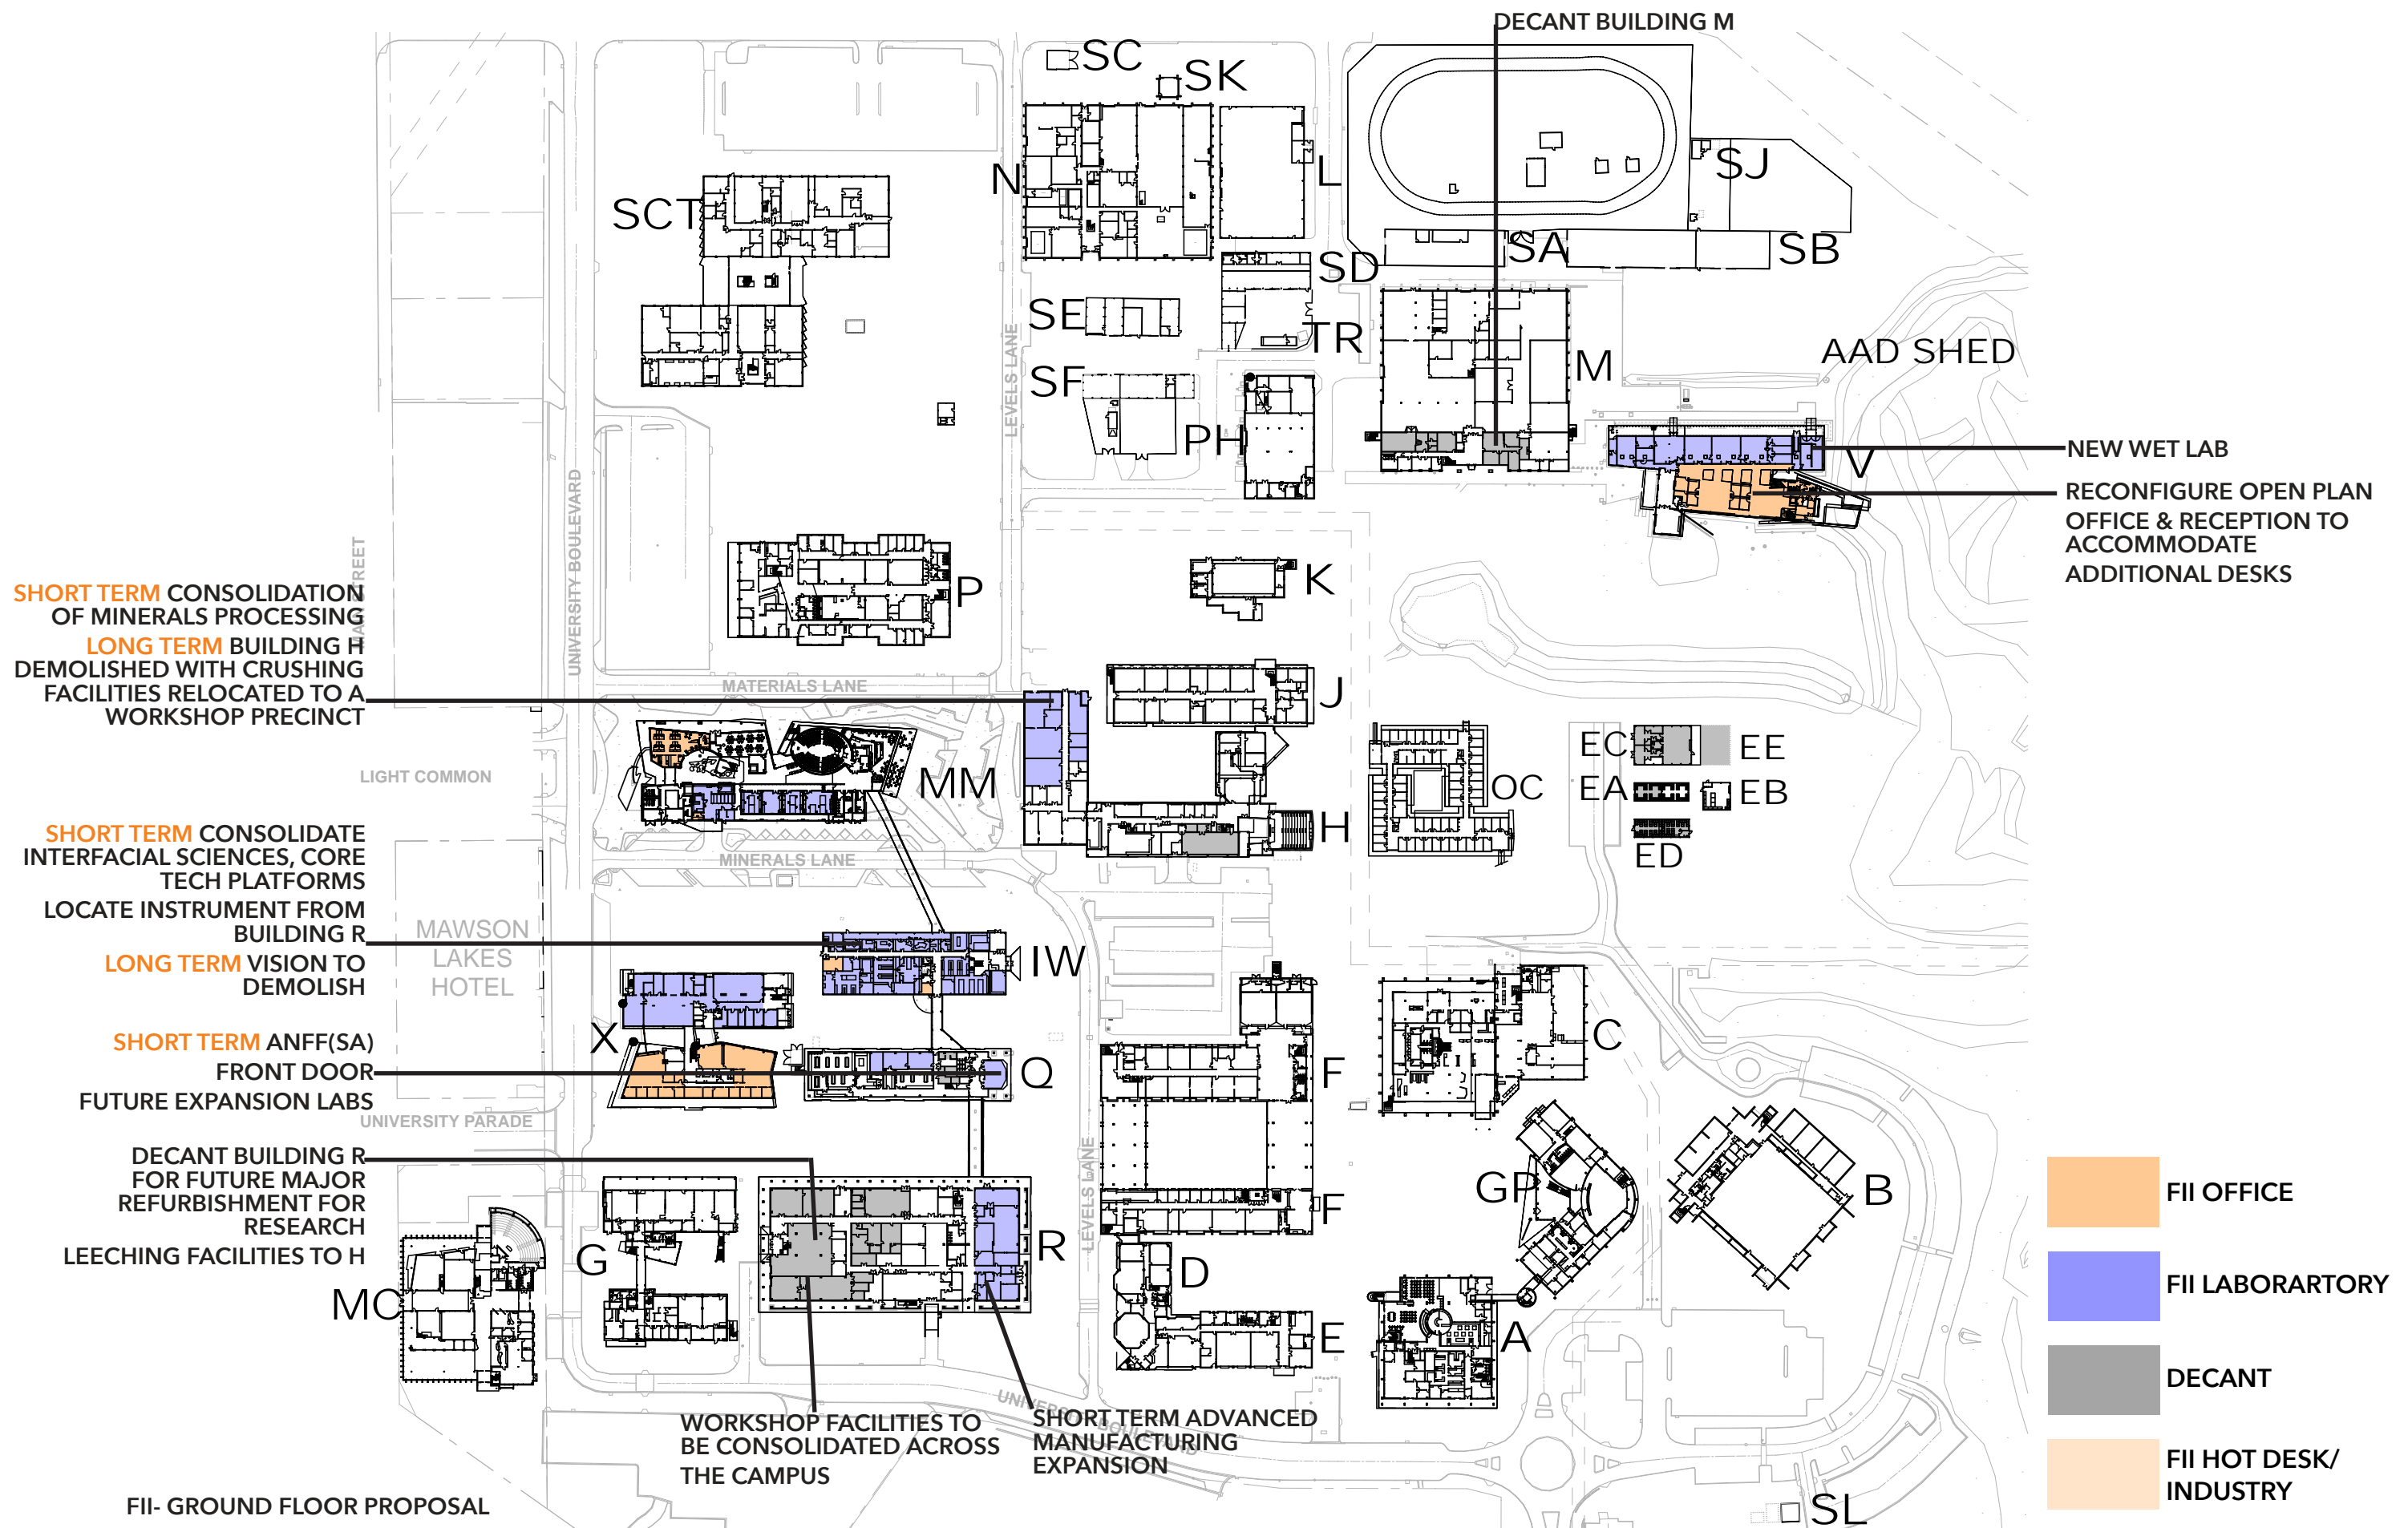 DECANT BUILDING M
SC
SK
N
L
SJ
SCT
SA
SB
SD
SE
TR
M
AAD SHED
SF
PH
V
LEVELS LANE
UNIVERSITY BOULEVARD
NEW WET LAB
RECONFIGURE OPEN PLAN
OFFICE & RECEPTION TO
ACCOMMODATE
ADDITIONAL DESKS
MAIN STREET
P
K
SHORT TERM CONSOLIDATION
OF MINERALS PROCESSING
LONG TERM BUILDING H
DEMOLISHED WITH CRUSHING
FACILITIES RELOCATED TO A
WORKSHOP PRECINCT
MATERIALS LANE
J
LIGHT COMMON
MM
H
OC
EC
EE
EA
EB
ED
SHORT TERM CONSOLIDATE
INTERFACIAL SCIENCES, CORE
TECH PLATFORMS
LOCATE INSTRUMENT FROM
BUILDING R
LONG TERM VISION TO
DEMOLISH
MINERALS LANE
MAWSON
LAKES
HOTEL
IW
X
C
SHORT TERM ANFF(SA)
FRONT DOOR
FUTURE EXPANSION LABS
Q
F
UNIVERSITY PARADE
DECANT BUILDING R
FOR FUTURE MAJOR
REFURBISHMENT FOR
RESEARCH
LEECHING FACILITIES TO H
LEVELS LANE
GP
B
F
G
R
D
MC
E
A
FII OFFICE
FII LABORARTORY
DECANT
FII HOT DESK/
INDUSTRY
UNIVERSITY BOULEVARD
WORKSHOP FACILITIES TO
BE CONSOLIDATED ACROSS
THE CAMPUS
SHORT TERM ADVANCED
MANUFACTURING
EXPANSION
FII- GROUND FLOOR PROPOSAL
SL